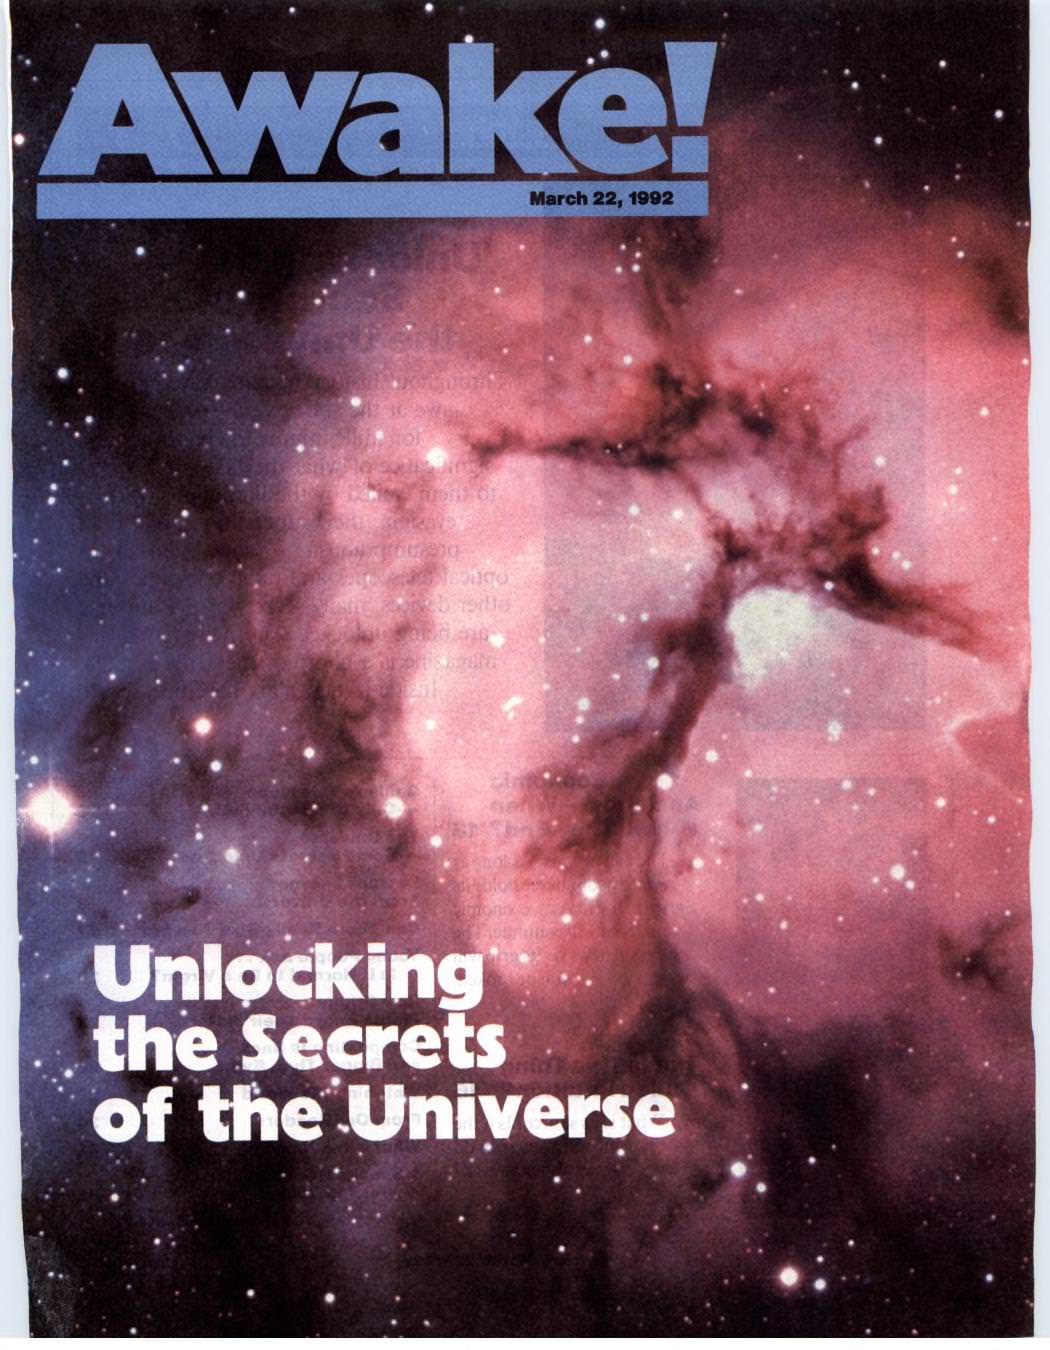 Awake!
March 22, 1992
Unlocking
the Secrets
of the Universe